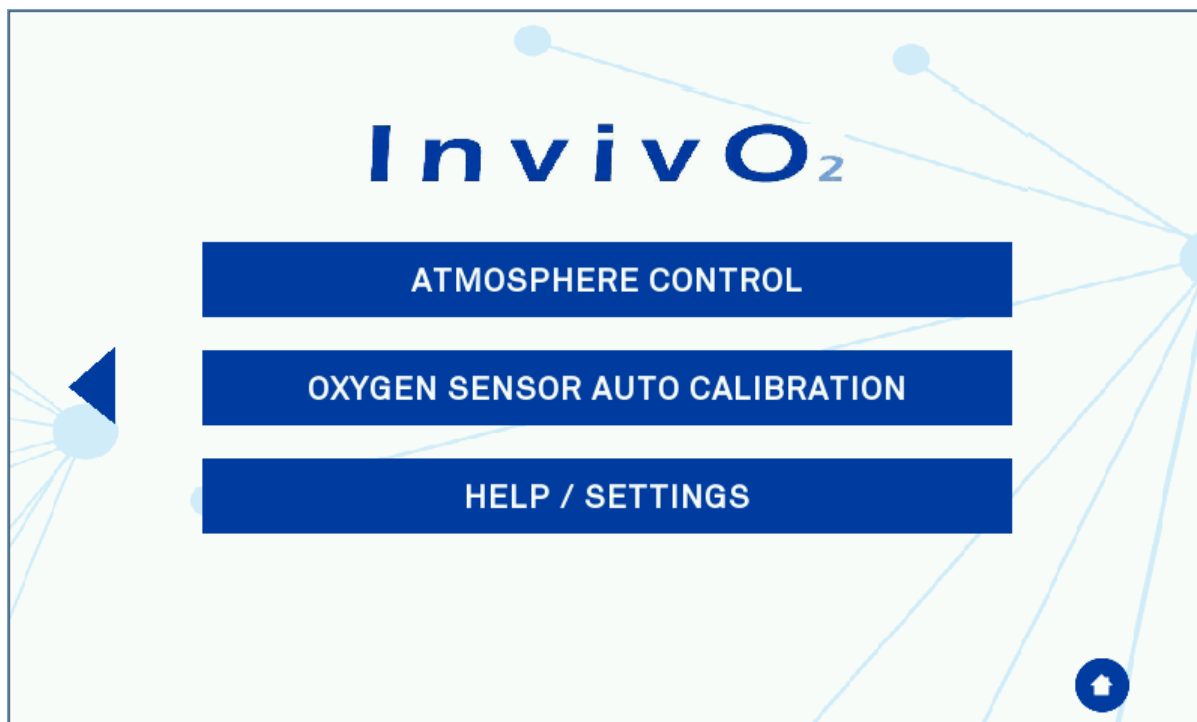 InvivO₂
ATMOSPHERE CONTROL
OXYGEN SENSOR AUTO CALIBRATION
HELP / SETTINGS